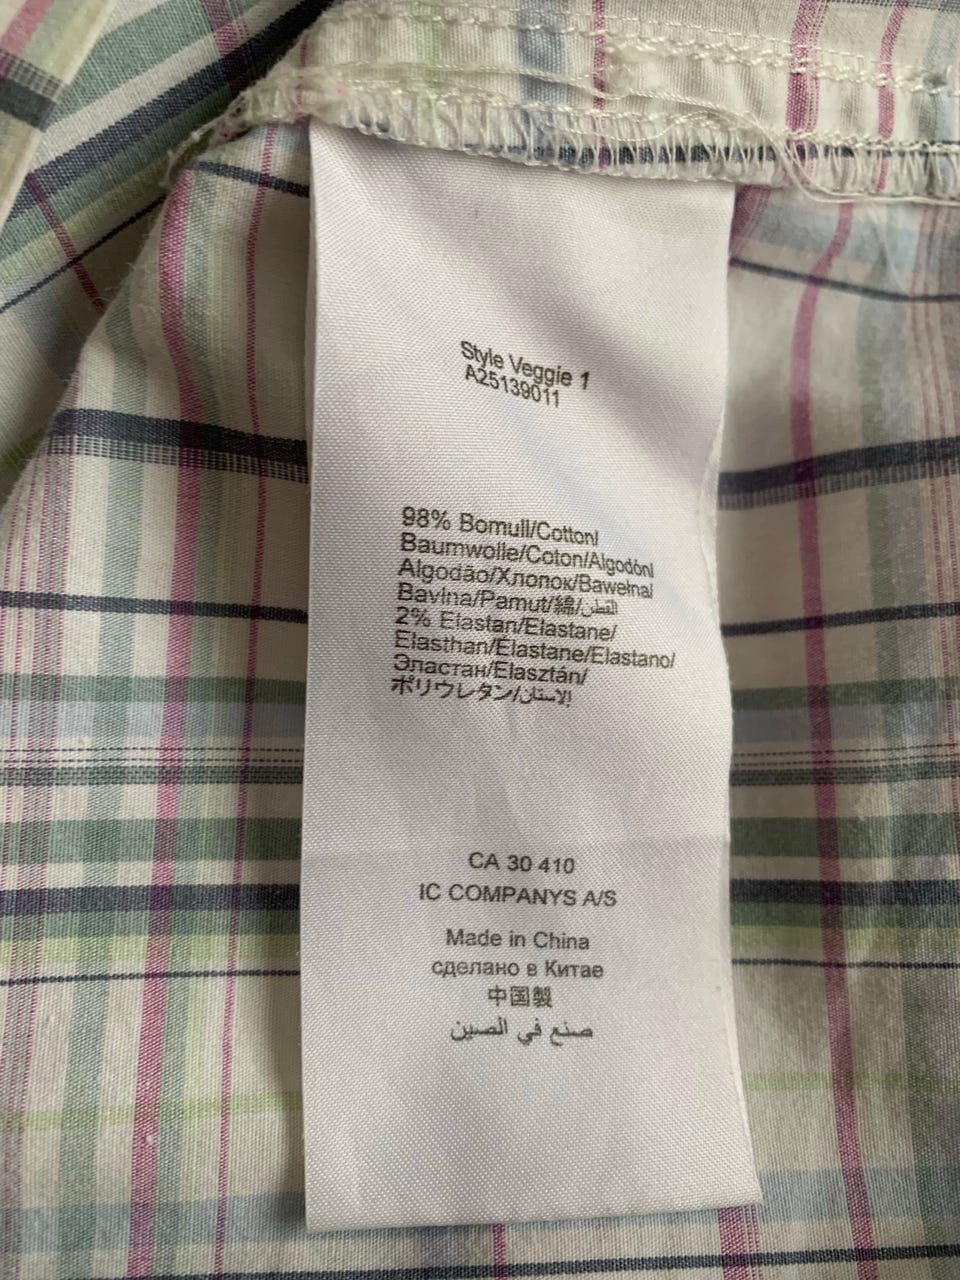 Style Veggie 1
A25139011
98% Bomull/Cotton/
Baumwolle/Coton/Algodón/
Algodão/Хлопок/Bawełna/
Bavlna/Pamut/綿/القطن
2% Elastan/Elastane/
Elasthan/Élastane/Elastano/
Эластан/Elasztán/
ポリウレタン/الاستان
CA 30 410
IC COMPANYS A/S
Made in China
сделано в Китае
中国製
صنع في الصين